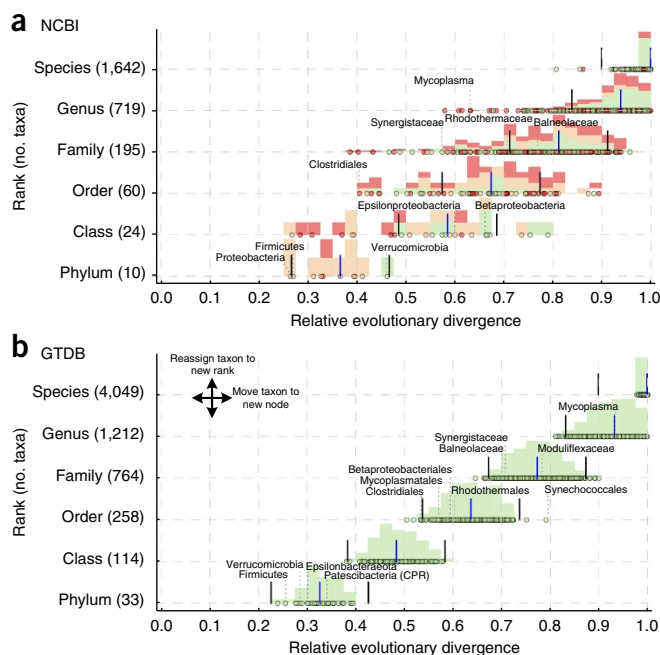 a NCBI
Species (1,642)
Mycoplasma
Genus (719)
Rhodothermaceae
Synergistaceae Balneolaceae
Family (195)
Clostridiales
Order (60)
Epsilonproteobacteria Betaproteobacteria
Class (24)
Firmicutes Verrucomicrobia
Proteobacteria
Phylum (10)
Rank (no. taxa)
0.0 0.1 0.2 0.3 0.4 0.5 0.6 0.7 0.8 0.9 1.0
Relative evolutionary divergence
b GTDB
Reassign taxon to
new rank
Species (4,049)
Move taxon to
new node
Mycoplasma
Genus (1,212)
Synergistaceae
Balneolaceae Moduliflexaceae
Family (764)
Betaproteobacteriales
Mycoplasmatales
Clostridiales Rhodothermales Synechococcales
Order (258)
Class (114)
Verrucomicrobia Epsilonbacteraeota
Firmicutes Patescibacteria (CPR)
Phylum (33)
Rank (no. taxa)
0.0 0.1 0.2 0.3 0.4 0.5 0.6 0.7 0.8 0.9 1.0
Relative evolutionary divergence